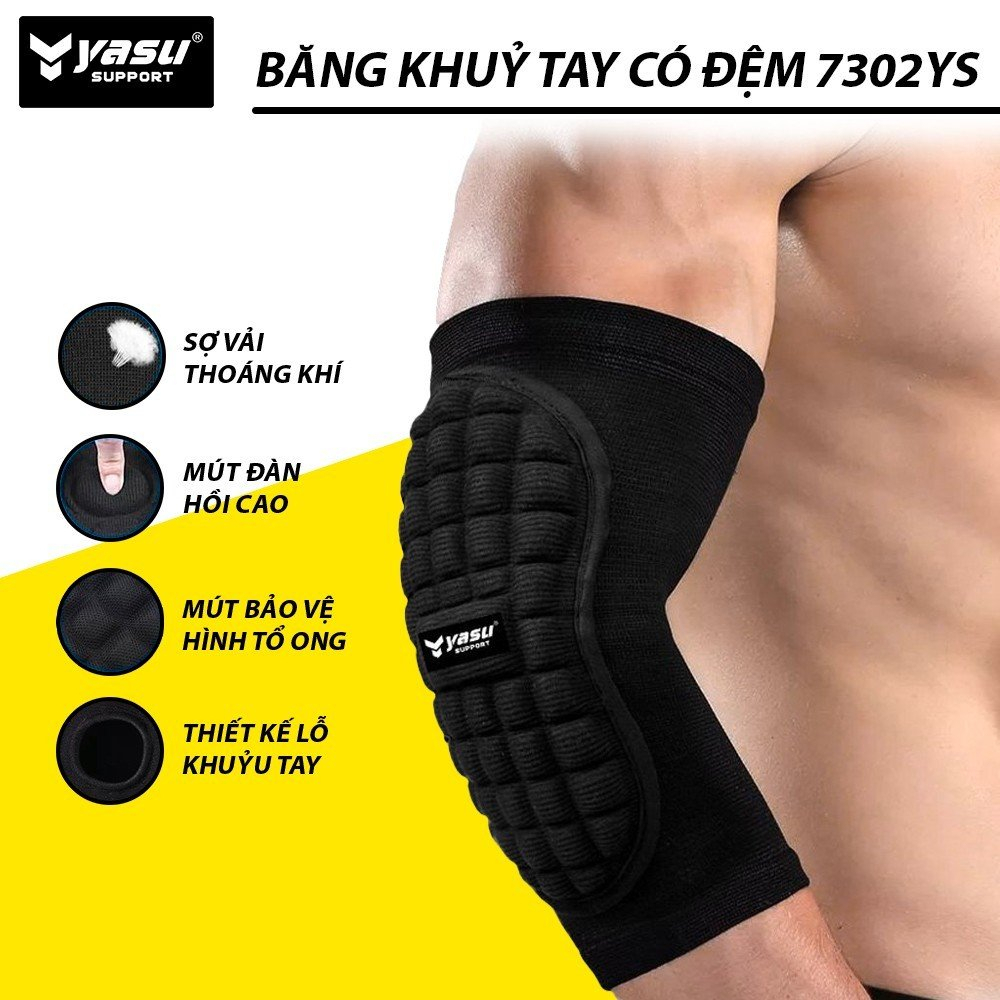 yasu®
SUPPORT
BĂNG KHUỶ TAY CÓ ĐỆM 7302YS
SỢ VẢI
THOÁNG KHÍ
MÚT ĐÀN
HỒI CAO
MÚT BẢO VỆ
HÌNH TỔ ONG
THIẾT KẾ LỖ
KHUỶU TAY
yasu®
SUPPORT